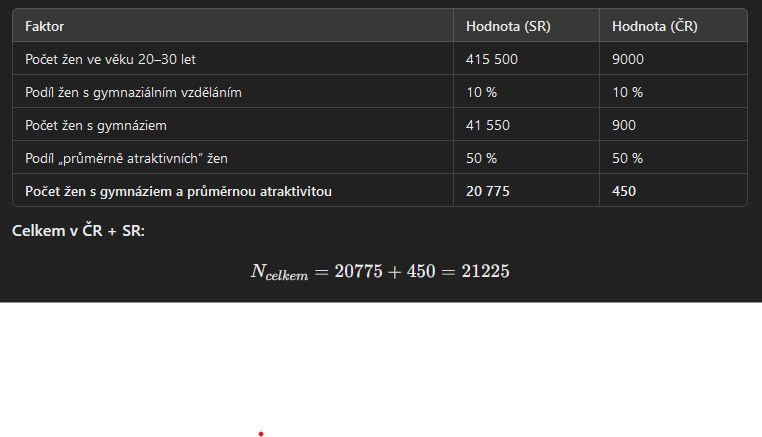 Faktor Hodnota (SR) Hodnota (ČR)
Počet žen ve věku 20–30 let 415 500 9000
Podíl žen s gymnaziálním vzděláním 10 % 10 %
Počet žen s gymnáziem 41 550 900
Podíl „průměrně atraktivních“ žen 50 % 50 %
Počet žen s gymnáziem a průměrnou atraktivitou 20 775 450
Celkem v ČR + SR:
N_celkem = 20775 + 450 = 21225